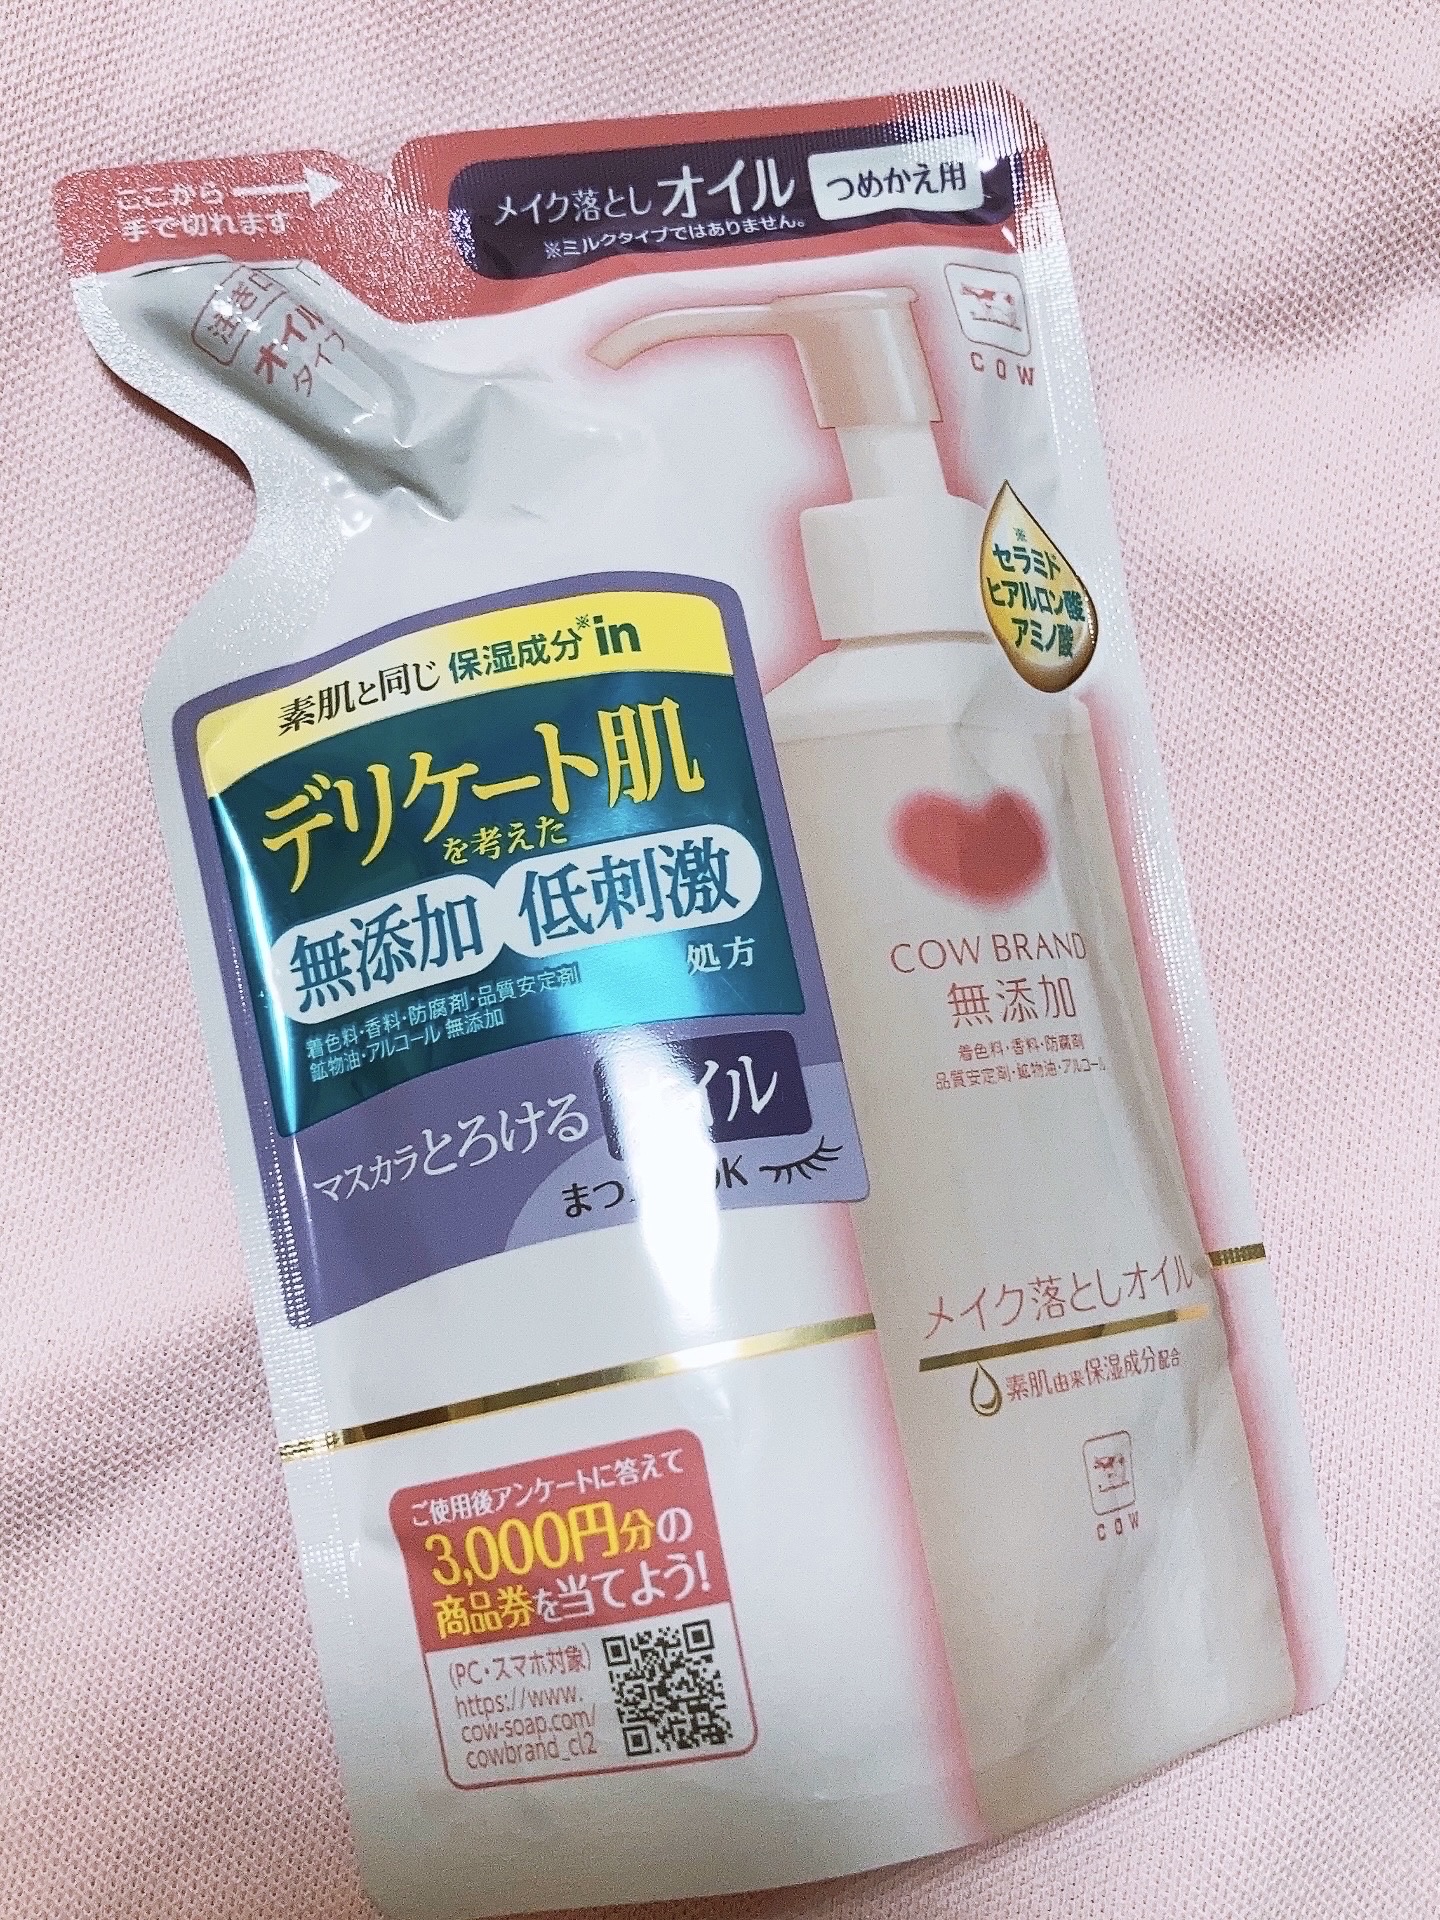 ここから
手で切れます
メイク落とし オイル つめかえ用
※ミルクタイプではありません。
注ぎ口
オイル
タイプ
COW
※
セラミド
ヒアルロン酸
アミノ酸
素肌と同じ 保湿成分※in
デリケート肌
を考えた
無添加 低刺激
処方
着色料・香料・防腐剤・品質安定剤
鉱物油・アルコール 無添加
マスカラとろける オイル
まつ OK
COW BRAND
無添加
着色料・香料・防腐剤
品質安定剤・鉱物油・アルコール
メイク落としオイル
素肌由来保湿成分配合
COW
ご使用後アンケートに答えて
3,000円分の
商品券を当てよう!
(PC・スマホ対象)
https://www.
cow-soap.com/
cowbrand_cl2